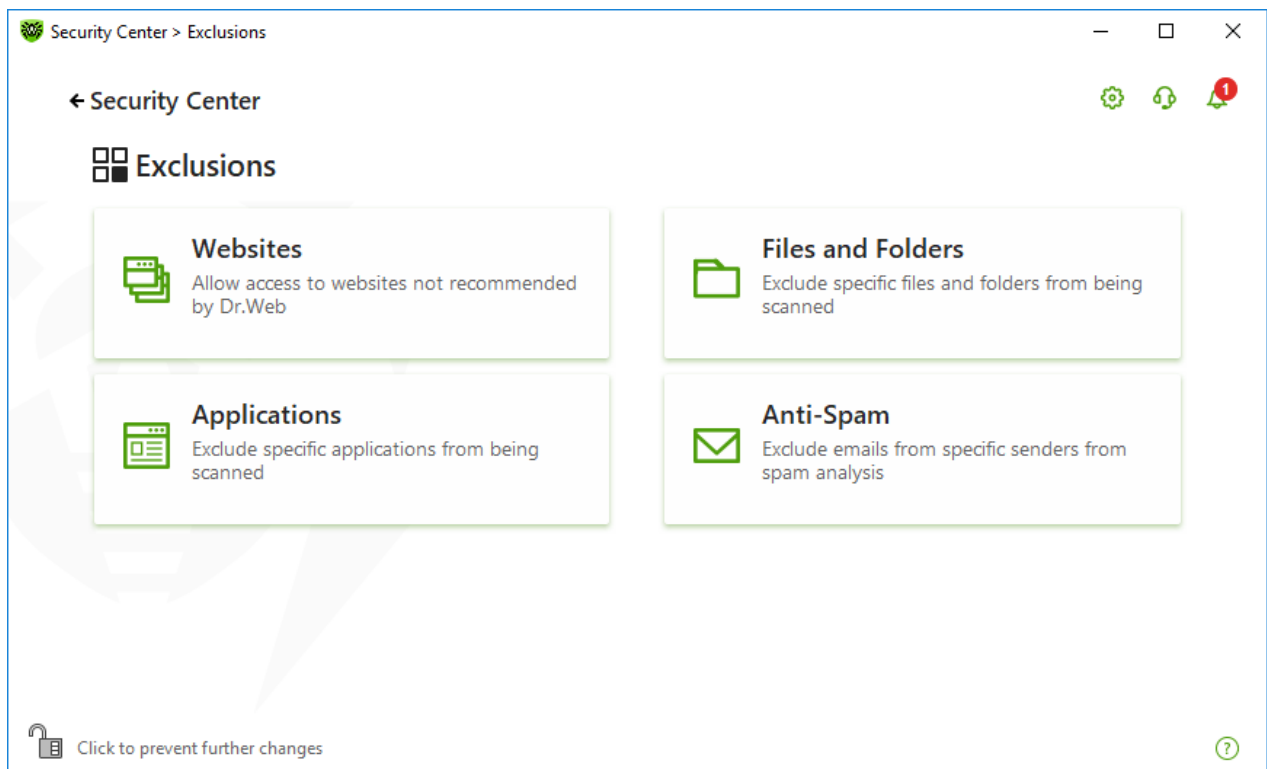 Security Center > Exclusions
Security Center
1
Exclusions
Websites
Allow access to websites not recommended
by Dr.Web
Files and Folders
Exclude specific files and folders from being
scanned
Applications
Exclude specific applications from being
scanned
Anti-Spam
Exclude emails from specific senders from
spam analysis
Click to prevent further changes
?